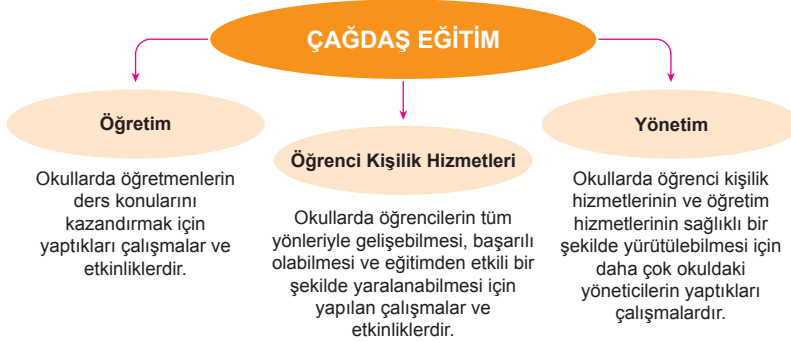 ÇAĞDAŞ EĞİTİM
Öğretim
Okullarda öğretmenlerin
ders konularını
kazandırmak için
yaptıkları çalışmalar ve
etkinliklerdir.
Öğrenci Kişilik Hizmetleri
Okullarda öğrencilerin tüm
yönleriyle gelişebilmesi, başarılı
olabilmesi ve eğitimden etkili bir
şekilde yaralanabilmesi için
yapılan çalışmalar ve
etkinliklerdir.
Yönetim
Okullarda öğrenci kişilik
hizmetlerinin ve öğretim
hizmetlerinin sağlıklı bir
şekilde yürütülebilmesi için
daha çok okuldaki
yöneticilerin yaptıkları
çalışmalardır.